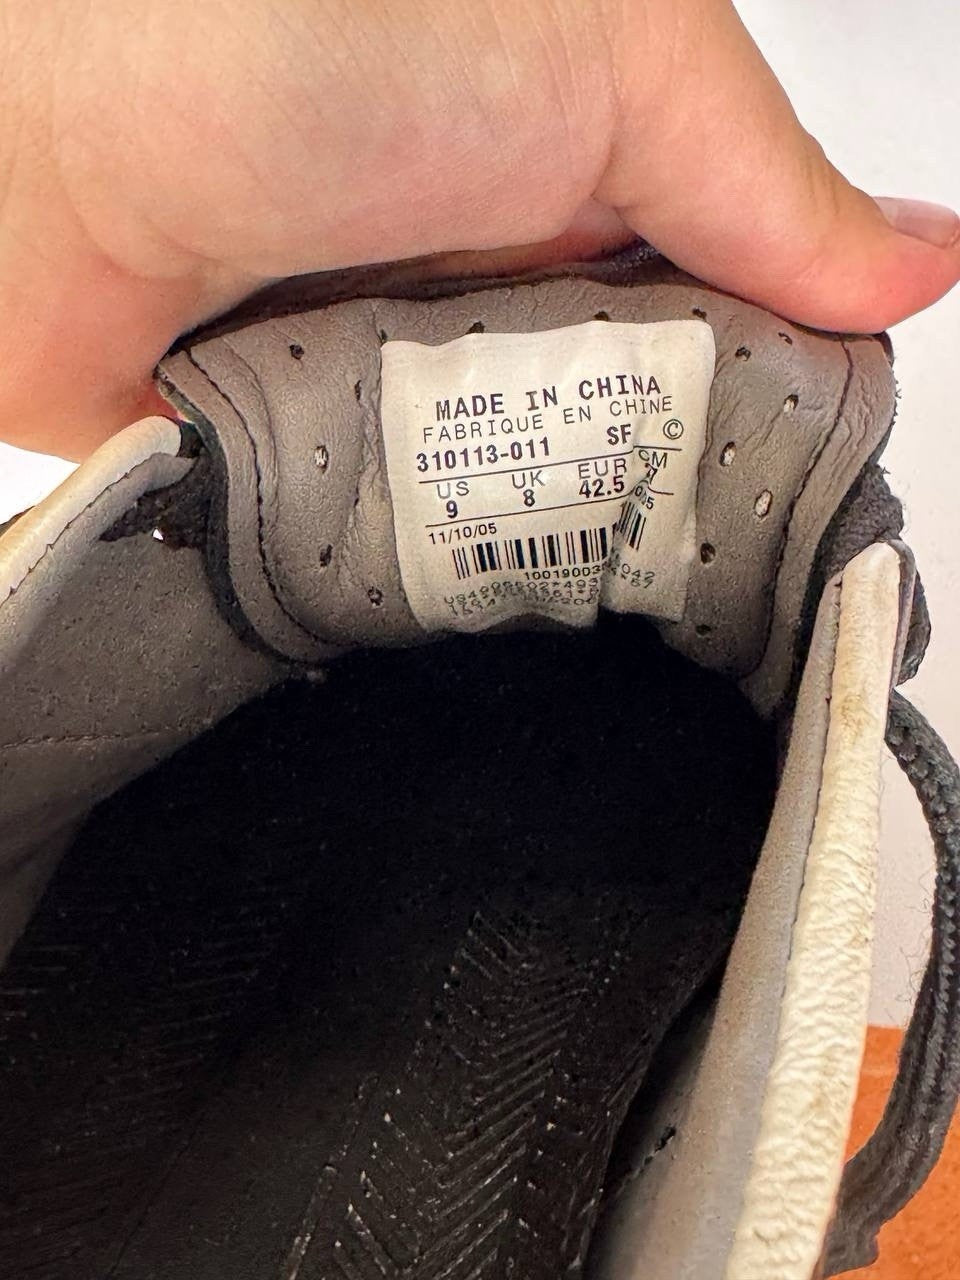 MADE IN CHINA
FABRIQUE EN CHINE
310113-011 SF ©
US UK EUR CM
9 8 42.5
11/10/05